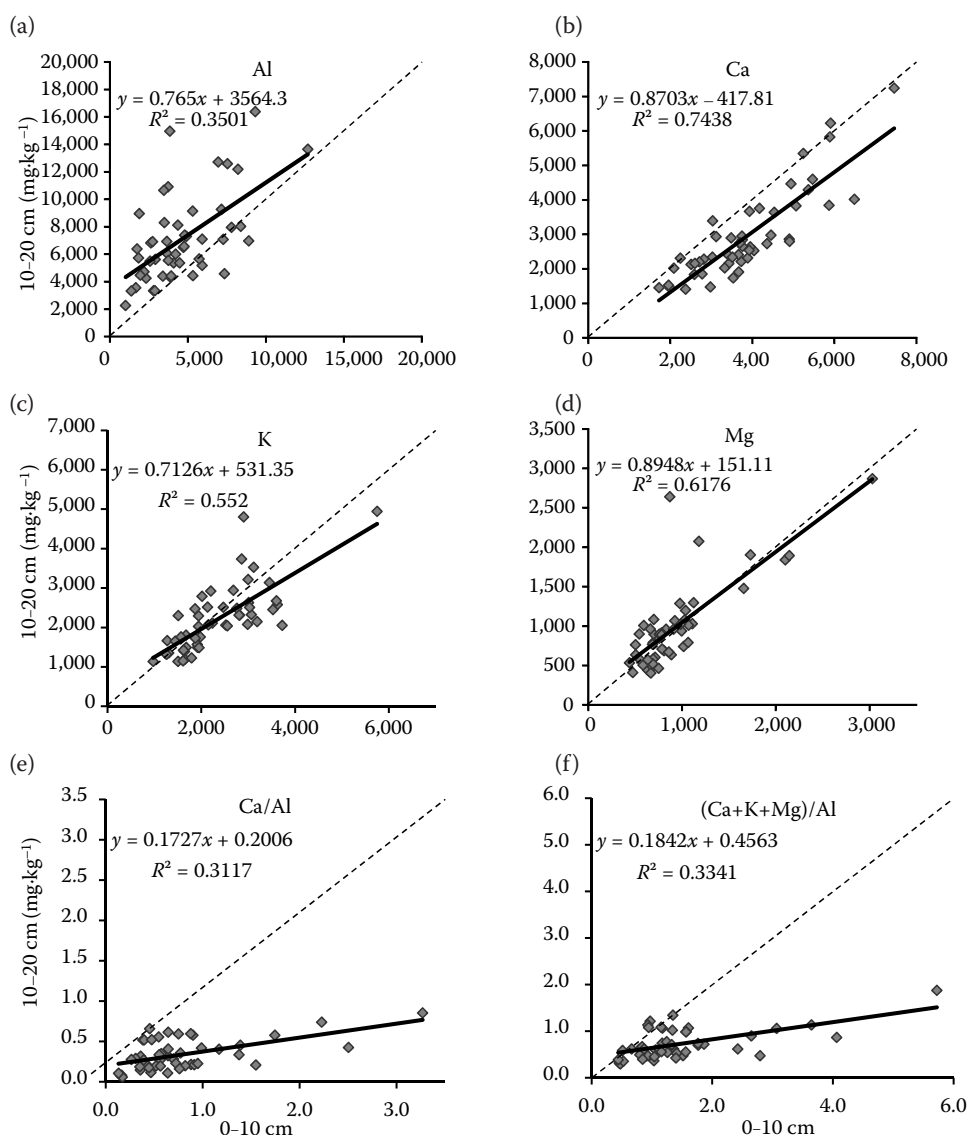 (a)
Al
y = 0.765x + 3564.3
R² = 0.3501
10–20 cm (mg·kg⁻¹)
20,000
18,000
16,000
14,000
12,000
10,000
8,000
6,000
4,000
2,000
0
0 5,000 10,000 15,000 20,000
(b)
Ca
y = 0.8703x – 417.81
R² = 0.7438
8,000
7,000
6,000
5,000
4,000
3,000
2,000
1,000
0
0 2,000 4,000 6,000 8,000
(c)
K
y = 0.7126x + 531.35
R² = 0.552
10–20 cm (mg·kg⁻¹)
7,000
6,000
5,000
4,000
3,000
2,000
1,000
0
0 2,000 4,000 6,000
(d)
Mg
y = 0.8948x + 151.11
R² = 0.6176
3,500
3,000
2,500
2,000
1,500
1,000
500
0
0 1,000 2,000 3,000
(e)
Ca/Al
y = 0.1727x + 0.2006
R² = 0.3117
10–20 cm (mg·kg⁻¹)
3.5
3.0
2.5
2.0
1.5
1.0
0.5
0.0
0.0 1.0 2.0 3.0
0–10 cm
(f)
(Ca+K+Mg)/Al
y = 0.1842x + 0.4563
R² = 0.3341
6.0
5.0
4.0
3.0
2.0
1.0
0.0
0.0 2.0 4.0 6.0
0–10 cm